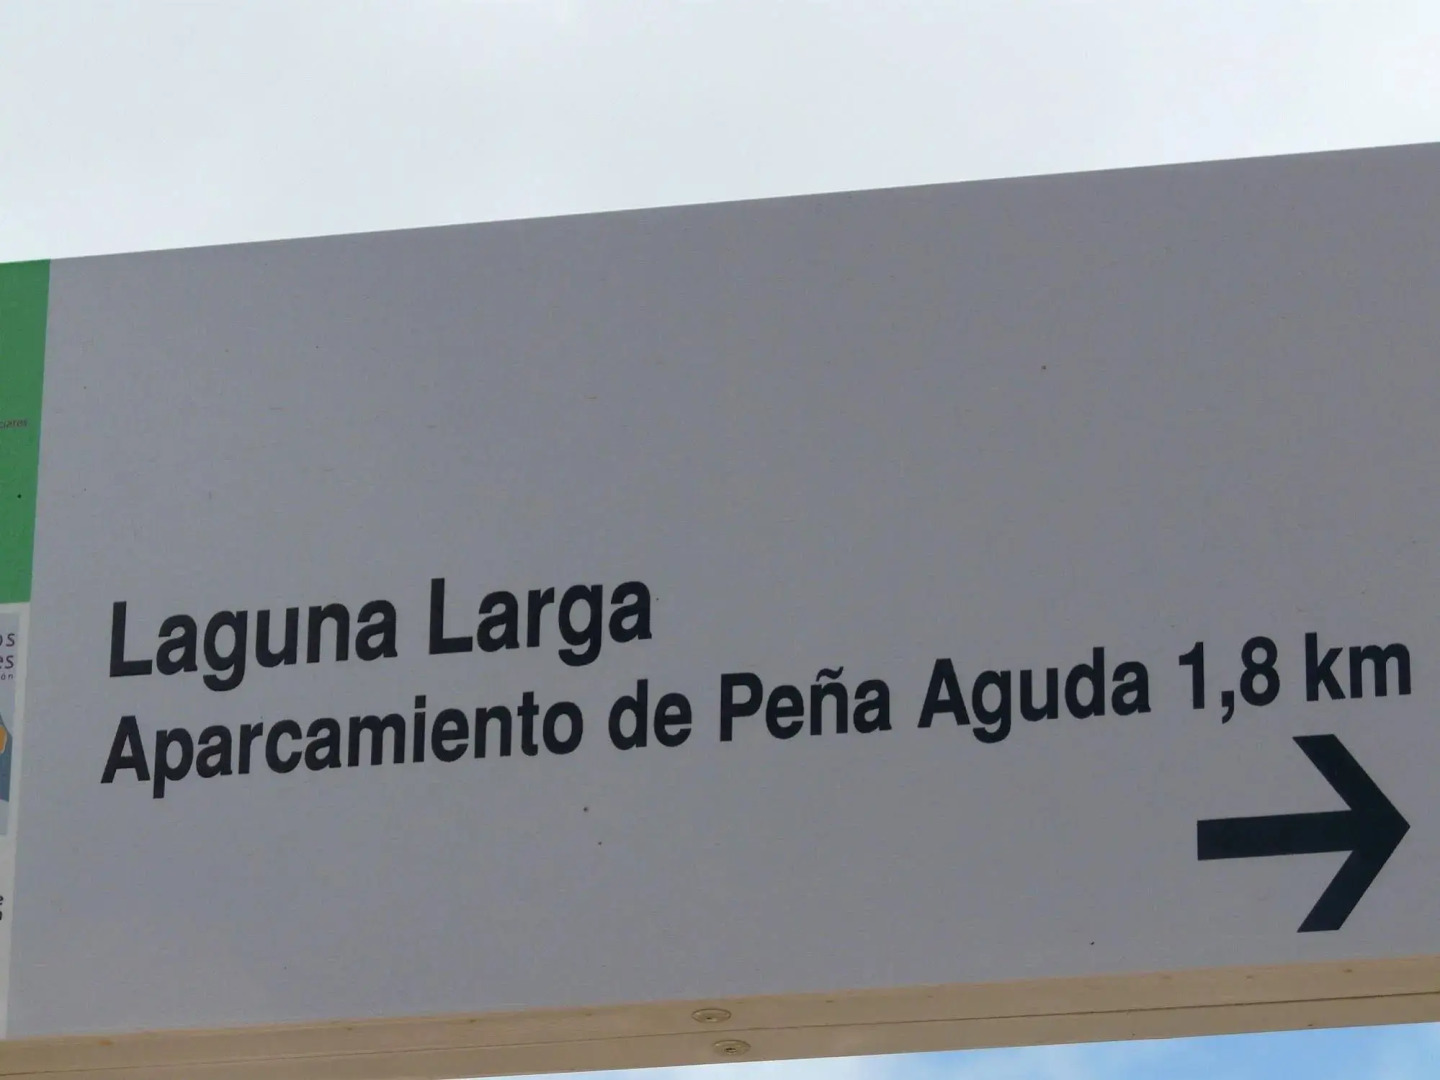 Laguna Larga
Aparcamiento de Peña Aguda 1,8 km